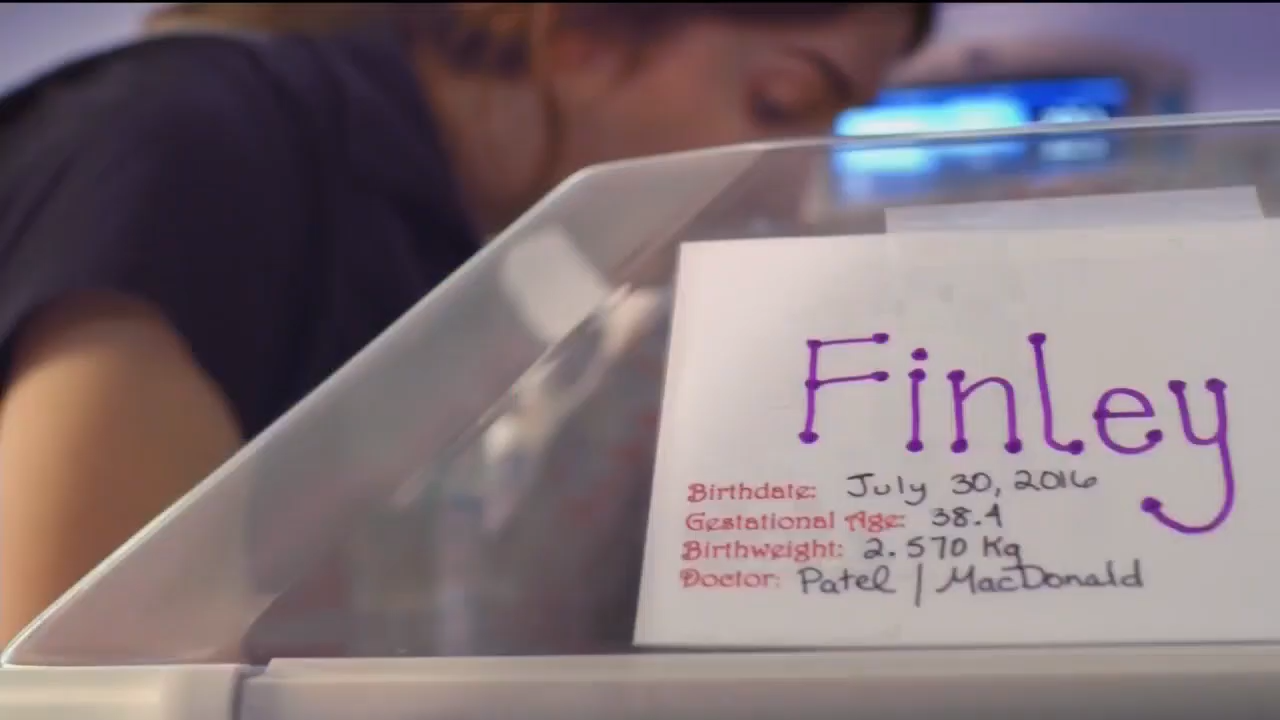 Finley
Birthdate: July 30, 2016
Gestational Age: 38.4
Birthweight: 2.570 Kg
Doctor: Patel | MacDonald